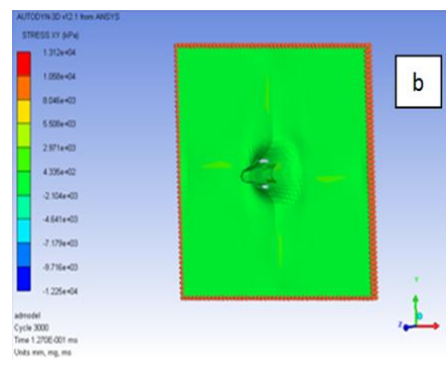 AUTODYN-3D v12.1 from ANSYS
STRESS XY (kPa)
1.312e+04
1.058e+04
8.046e+03
5.508e+03
2.971e+03
4.335e+02
-2.104e+03
-4.641e+03
-7.179e+03
-9.716e+03
-1.225e+04
b
admodel
Cycle 3000
Time 1.270E-001 ms
Units mm, mg, ms
Y
Z